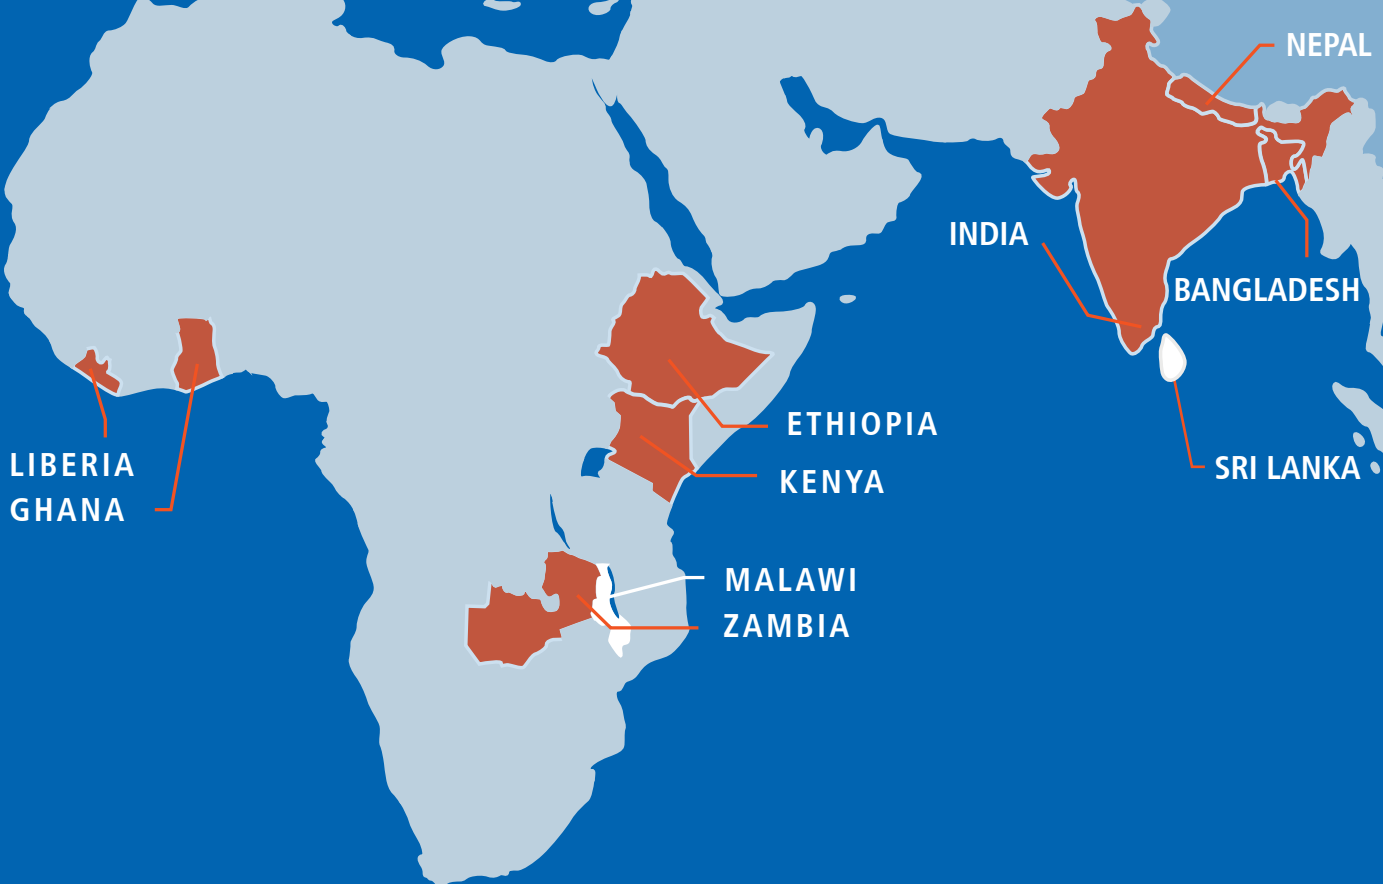 NEPAL
INDIA
BANGLADESH
ETHIOPIA
LIBERIA
SRI LANKA
KENYA
GHANA
MALAWI
ZAMBIA